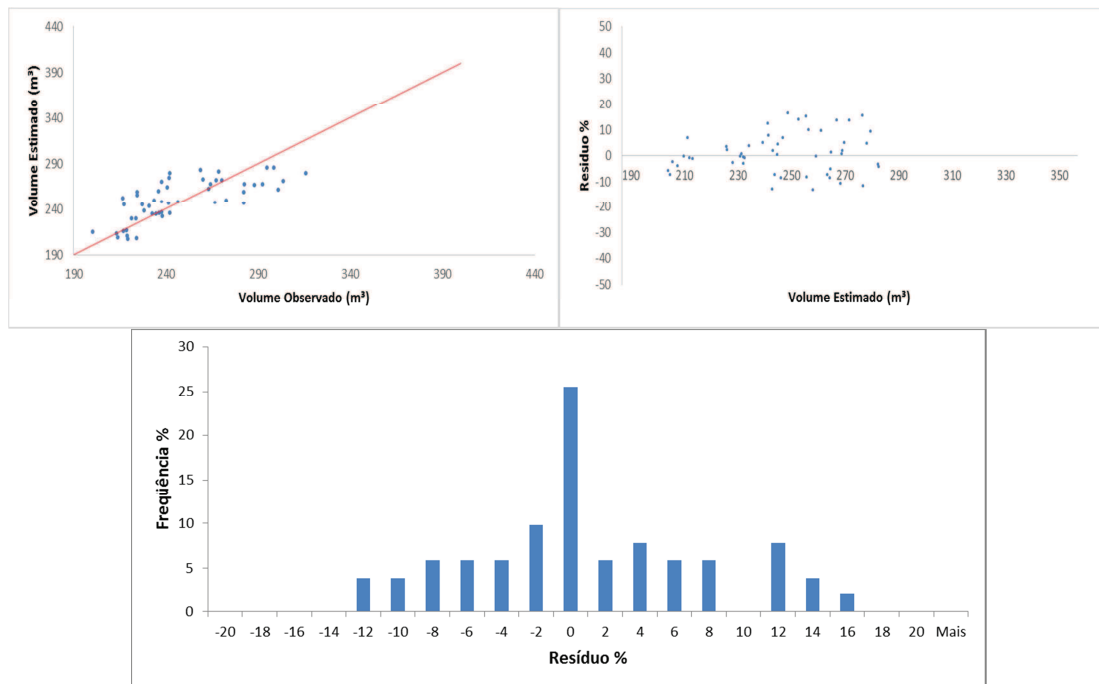 440
390
340
290
240
190
190 240 290 340 390 440
Volume Estimado (m³)
Volume Observado (m³)
50
40
30
20
10
0
-10
-20
-30
-40
-50
190 210 230 250 270 290 310 330 350
Resíduo %
Volume Estimado (m³)
30
25
20
15
10
5
0
-20 -18 -16 -14 -12 -10 -8 -6 -4 -2 0 2 4 6 8 10 12 14 16 18 20 Mais
Freqüência %
Resíduo %